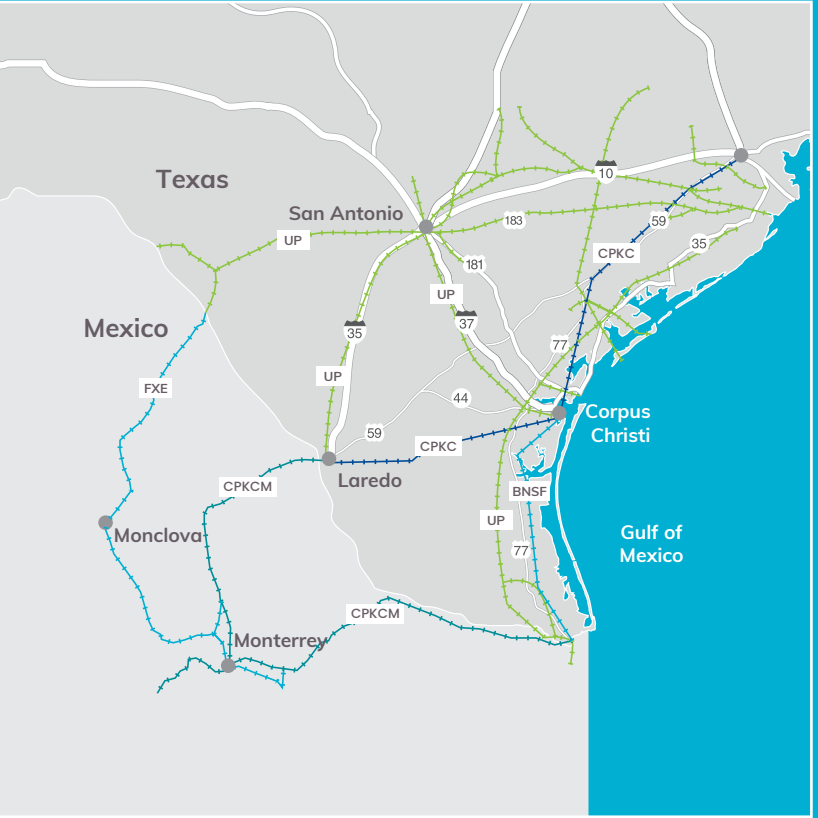 10
Texas
San Antonio
183
59
UP
35
CPKC
181
UP
Mexico
37
35
77
UP
FXE
44
Corpus
Christi
59
CPKC
Laredo
CPKCM
BNSF
UP
Monclova
Gulf of
Mexico
77
CPKCM
Monterrey